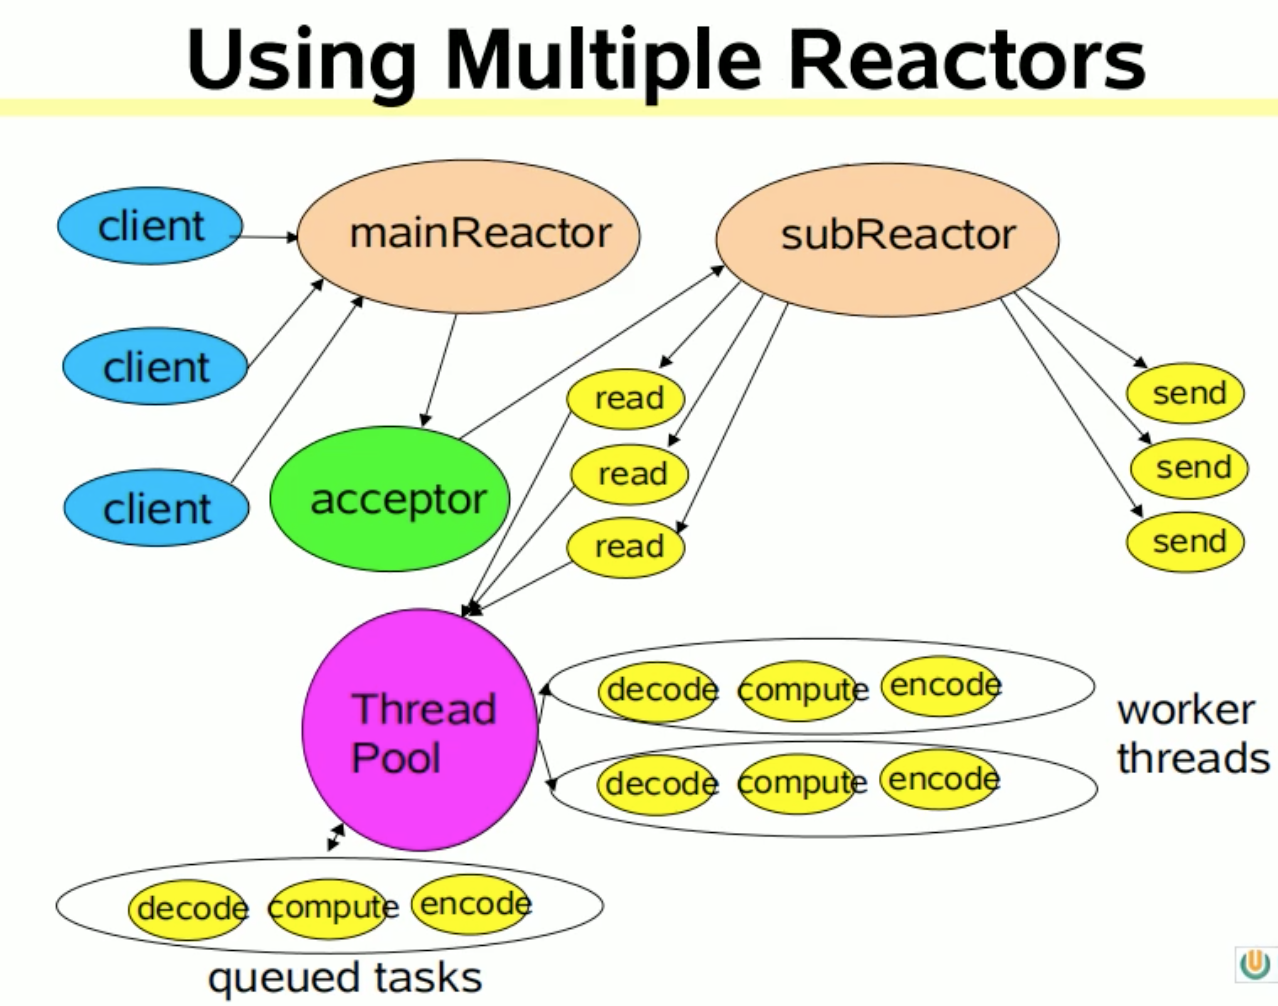 Using Multiple Reactors
client
mainReactor
subReactor
client
client
acceptor
read
read
read
send
send
send
Thread
Pool
decode compute encode
decode compute encode
worker
threads
decode compute encode
queued tasks